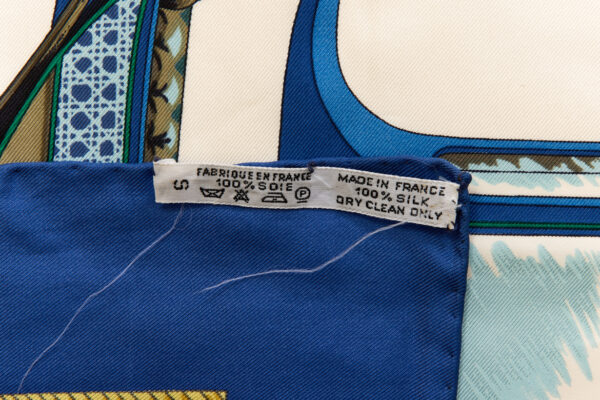 S
FABRIQUE EN FRANCE
100% SOIE
P
MADE IN FRANCE
100% SILK
DRY CLEAN ONLY